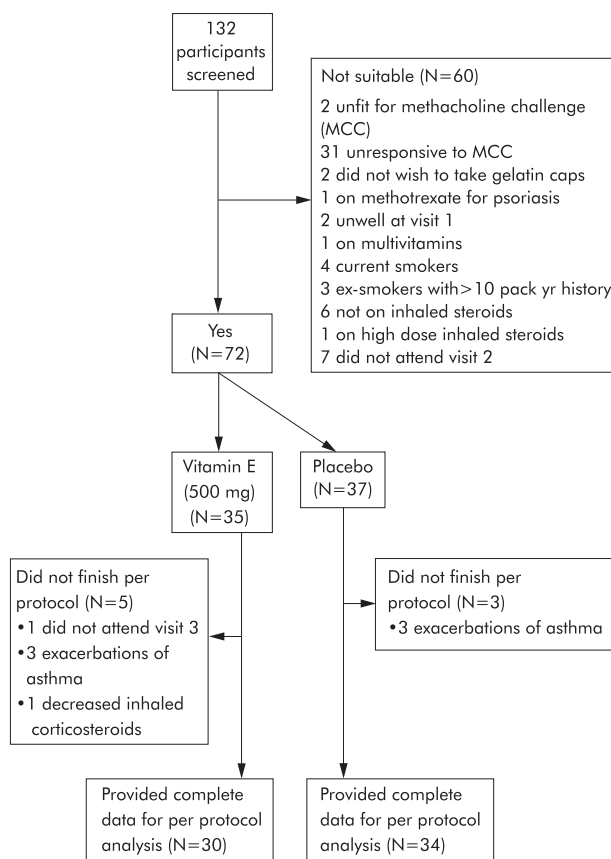 132
participants
screened
Not suitable (N=60)
2 unfit for methacholine challenge
(MCC)
31 unresponsive to MCC
2 did not wish to take gelatin caps
1 on methotrexate for psoriasis
2 unwell at visit 1
1 on multivitamins
4 current smokers
3 ex-smokers with>10 pack yr history
6 not on inhaled steroids
1 on high dose inhaled steroids
7 did not attend visit 2
Yes
(N=72)
Vitamin E
(500 mg)
(N=35)
Placebo
(N=37)
Did not finish per
protocol (N=5)
•1 did not attend visit 3
•3 exacerbations of
asthma
•1 decreased inhaled
corticosteroids
Did not finish per
protocol (N=3)
•3 exacerbations of asthma
Provided complete
data for per protocol
analysis (N=30)
Provided complete
data for per protocol
analysis (N=34)